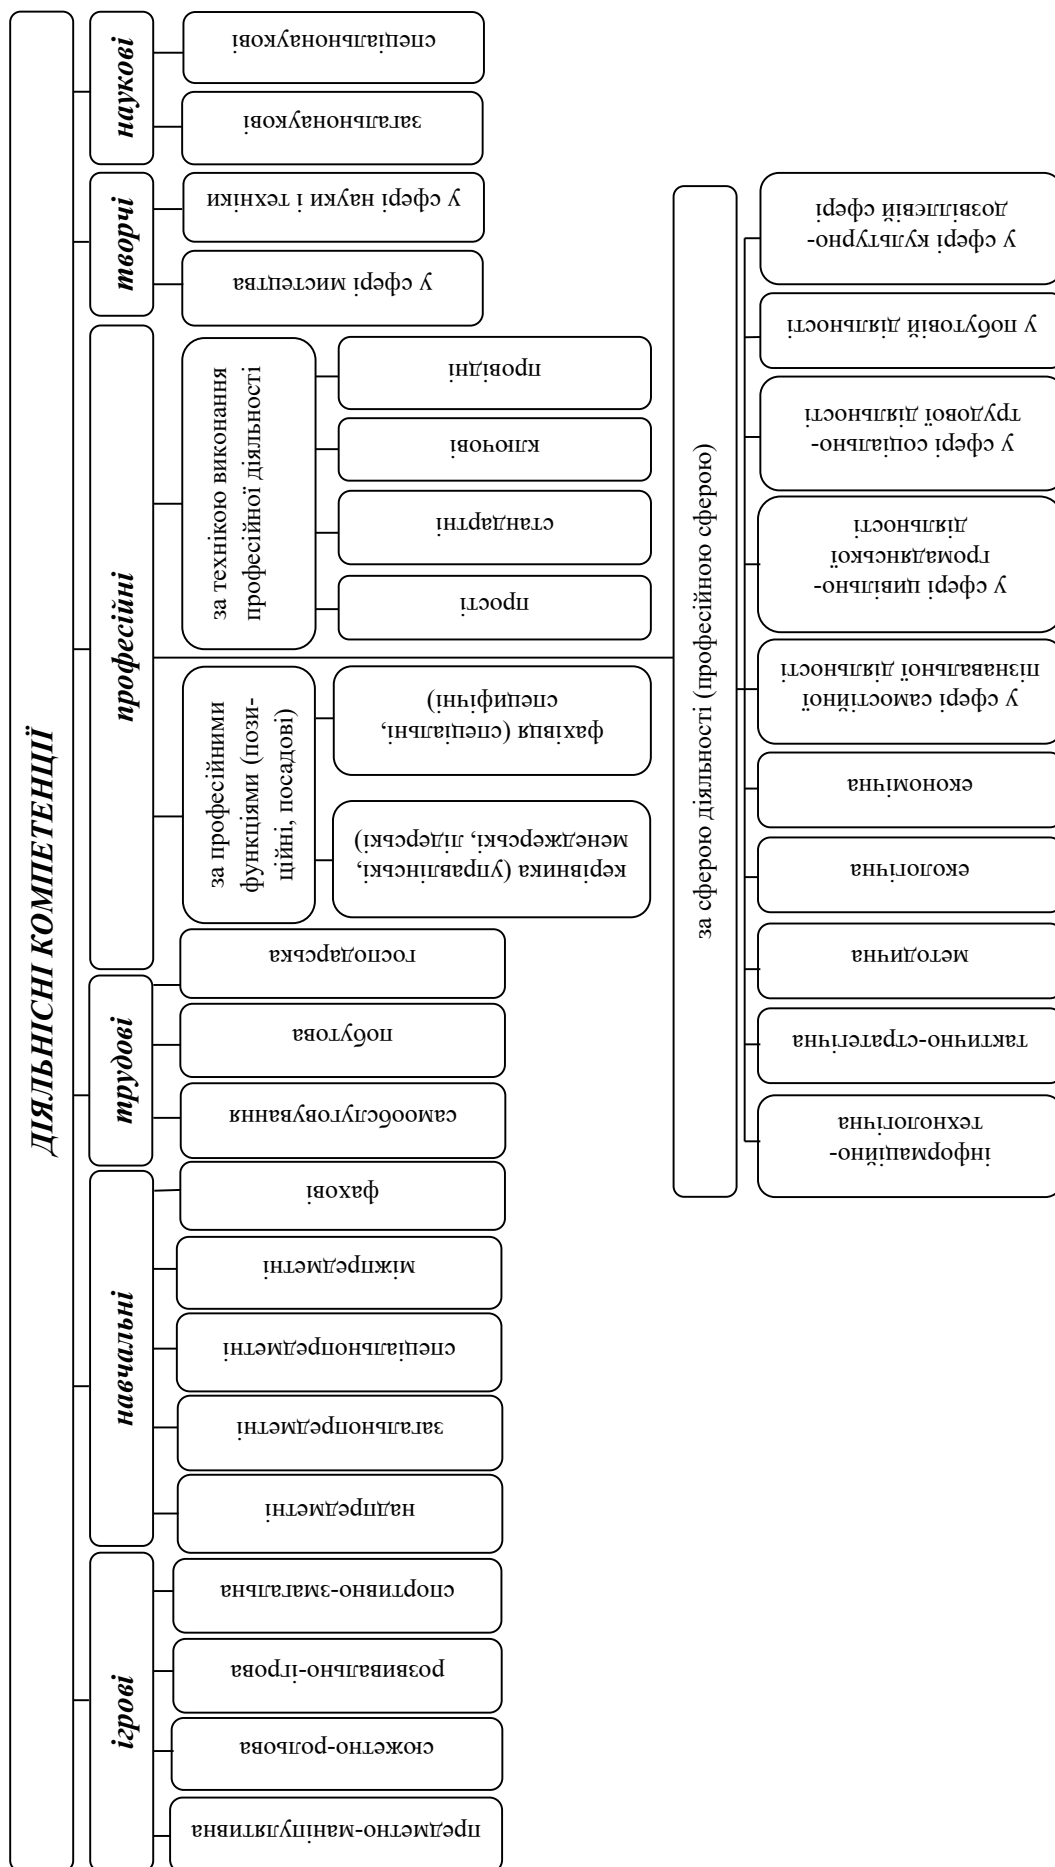 ДІЯЛЬНІСНІ КОМПЕТЕНЦІЇ
ігрові
предметно-маніпулятивна
сюжетно-рольова
розвивально-ігрова
спортивно-змагальна
навчальні
надпредметні
загальнопредметні
спеціальнопредметні
міжпредметні
фахові
трудові
самообслуговування
побутова
господарська
професійні
за професійними
функціями (пози-
ційні, посадові)
керівника (управлінські,
менеджерські, лідерські)
фахівця (спеціальні,
специфічні)
за технікою виконання
професійної діяльності
прості
стандартні
ключові
провідні
за сферою діяльності (професійною сферою)
інформаційно-
технологічна
тактично-стратегічна
методична
екологічна
економічна
у сфері самостійної
пізнавальної діяльності
у сфері цивільно-
громадянської
діяльності
у сфері соціально-
трудової діяльності
у побутовій діяльності
у сфері культурно-
дозвіллєвій сфері
творчі
у сфері мистецтва
у сфері науки і техніки
наукові
загальнонаукові
спеціальнонаукові